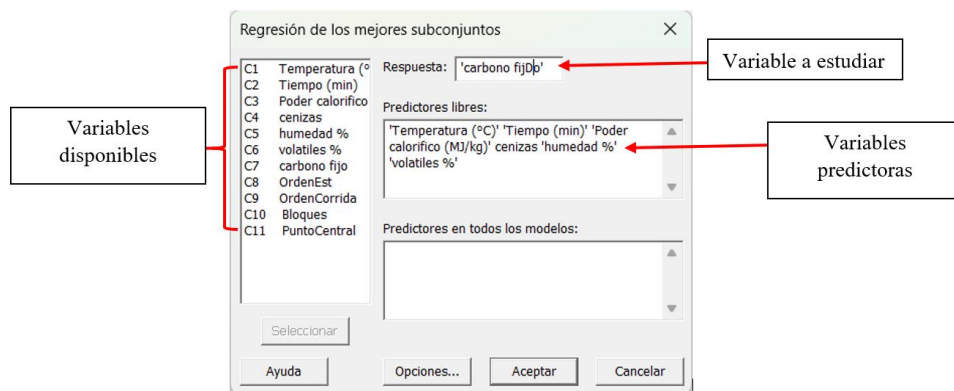 Regresión de los mejores subconjuntos
C1 Temperatura (º
C2 Tiempo (min)
C3 Poder calorifico
C4 cenizas
C5 humedad %
C6 volatiles %
C7 carbono fijo
C8 OrdenEst
C9 OrdenCorrida
C10 Bloques
C11 PuntoCentral
Respuesta: 'carbono fijDo'
Predictores libres:
'Temperatura (°C)' 'Tiempo (min)' 'Poder
calorifico (MJ/kg)' cenizas 'humedad %'
'volatiles %'
Predictores en todos los modelos:
Seleccionar
Ayuda
Opciones...
Aceptar
Cancelar
Variables
disponibles
Variable a estudiar
Variables
predictoras